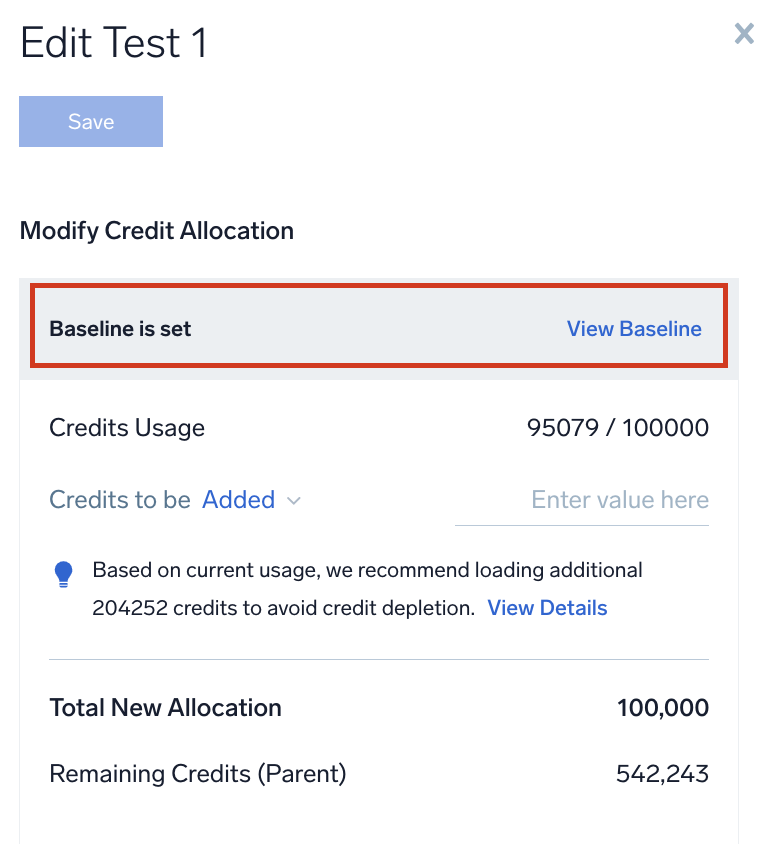 Edit Test 1
Save
Modify Credit Allocation
Baseline is set View Baseline
Credits Usage 95079 / 100000
Credits to be Added Enter value here
Based on current usage, we recommend loading additional
204252 credits to avoid credit depletion. View Details
Total New Allocation 100,000
Remaining Credits (Parent) 542,243